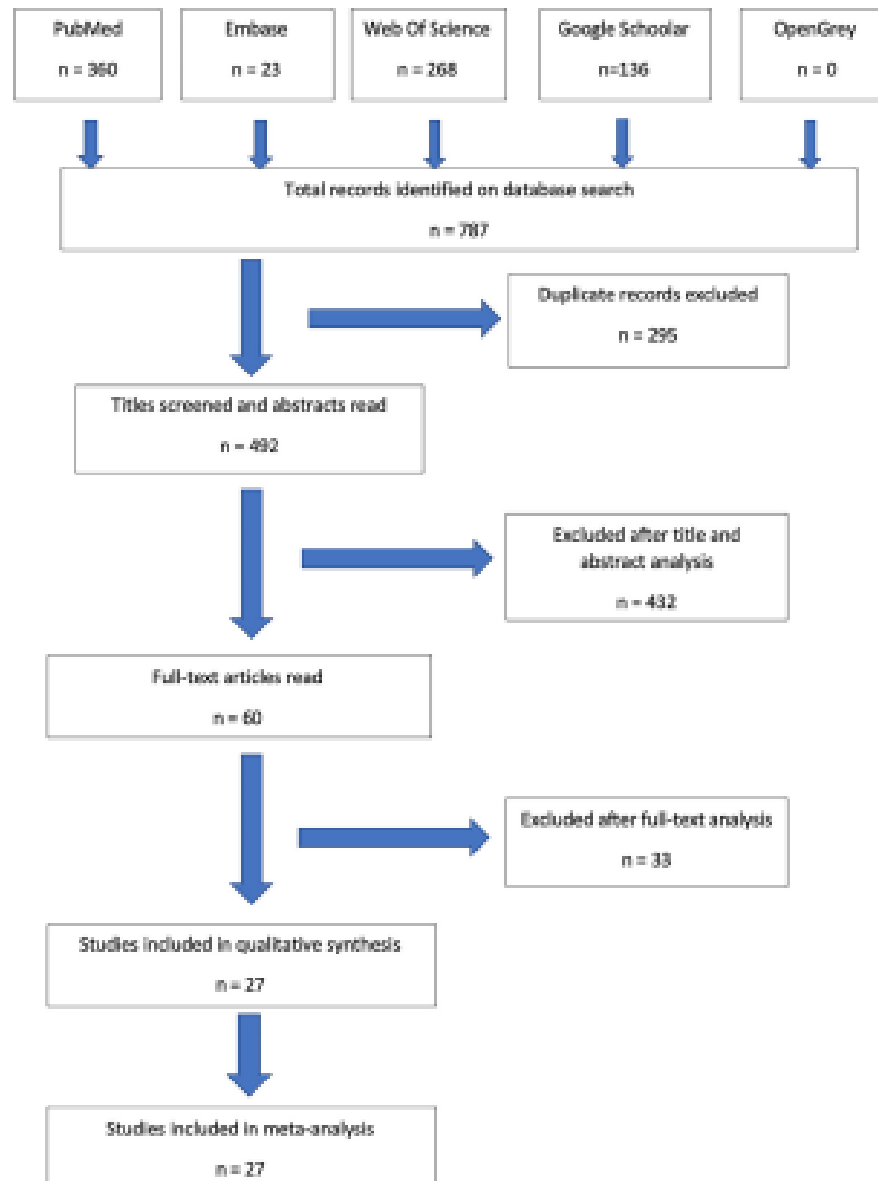 PubMed
n = 360
Embase
n = 23
Web Of Science
n = 268
Google Schoolar
n=136
OpenGrey
n = 0
Total records identified on database search
n = 787
Duplicate records excluded
n = 295
Titles screened and abstracts read
n = 492
Excluded after title and
abstract analysis
n = 432
Full-text articles read
n = 60
Excluded after full-text analysis
n = 33
Studies included in qualitative synthesis
n = 27
Studies included in meta-analysis
n = 27